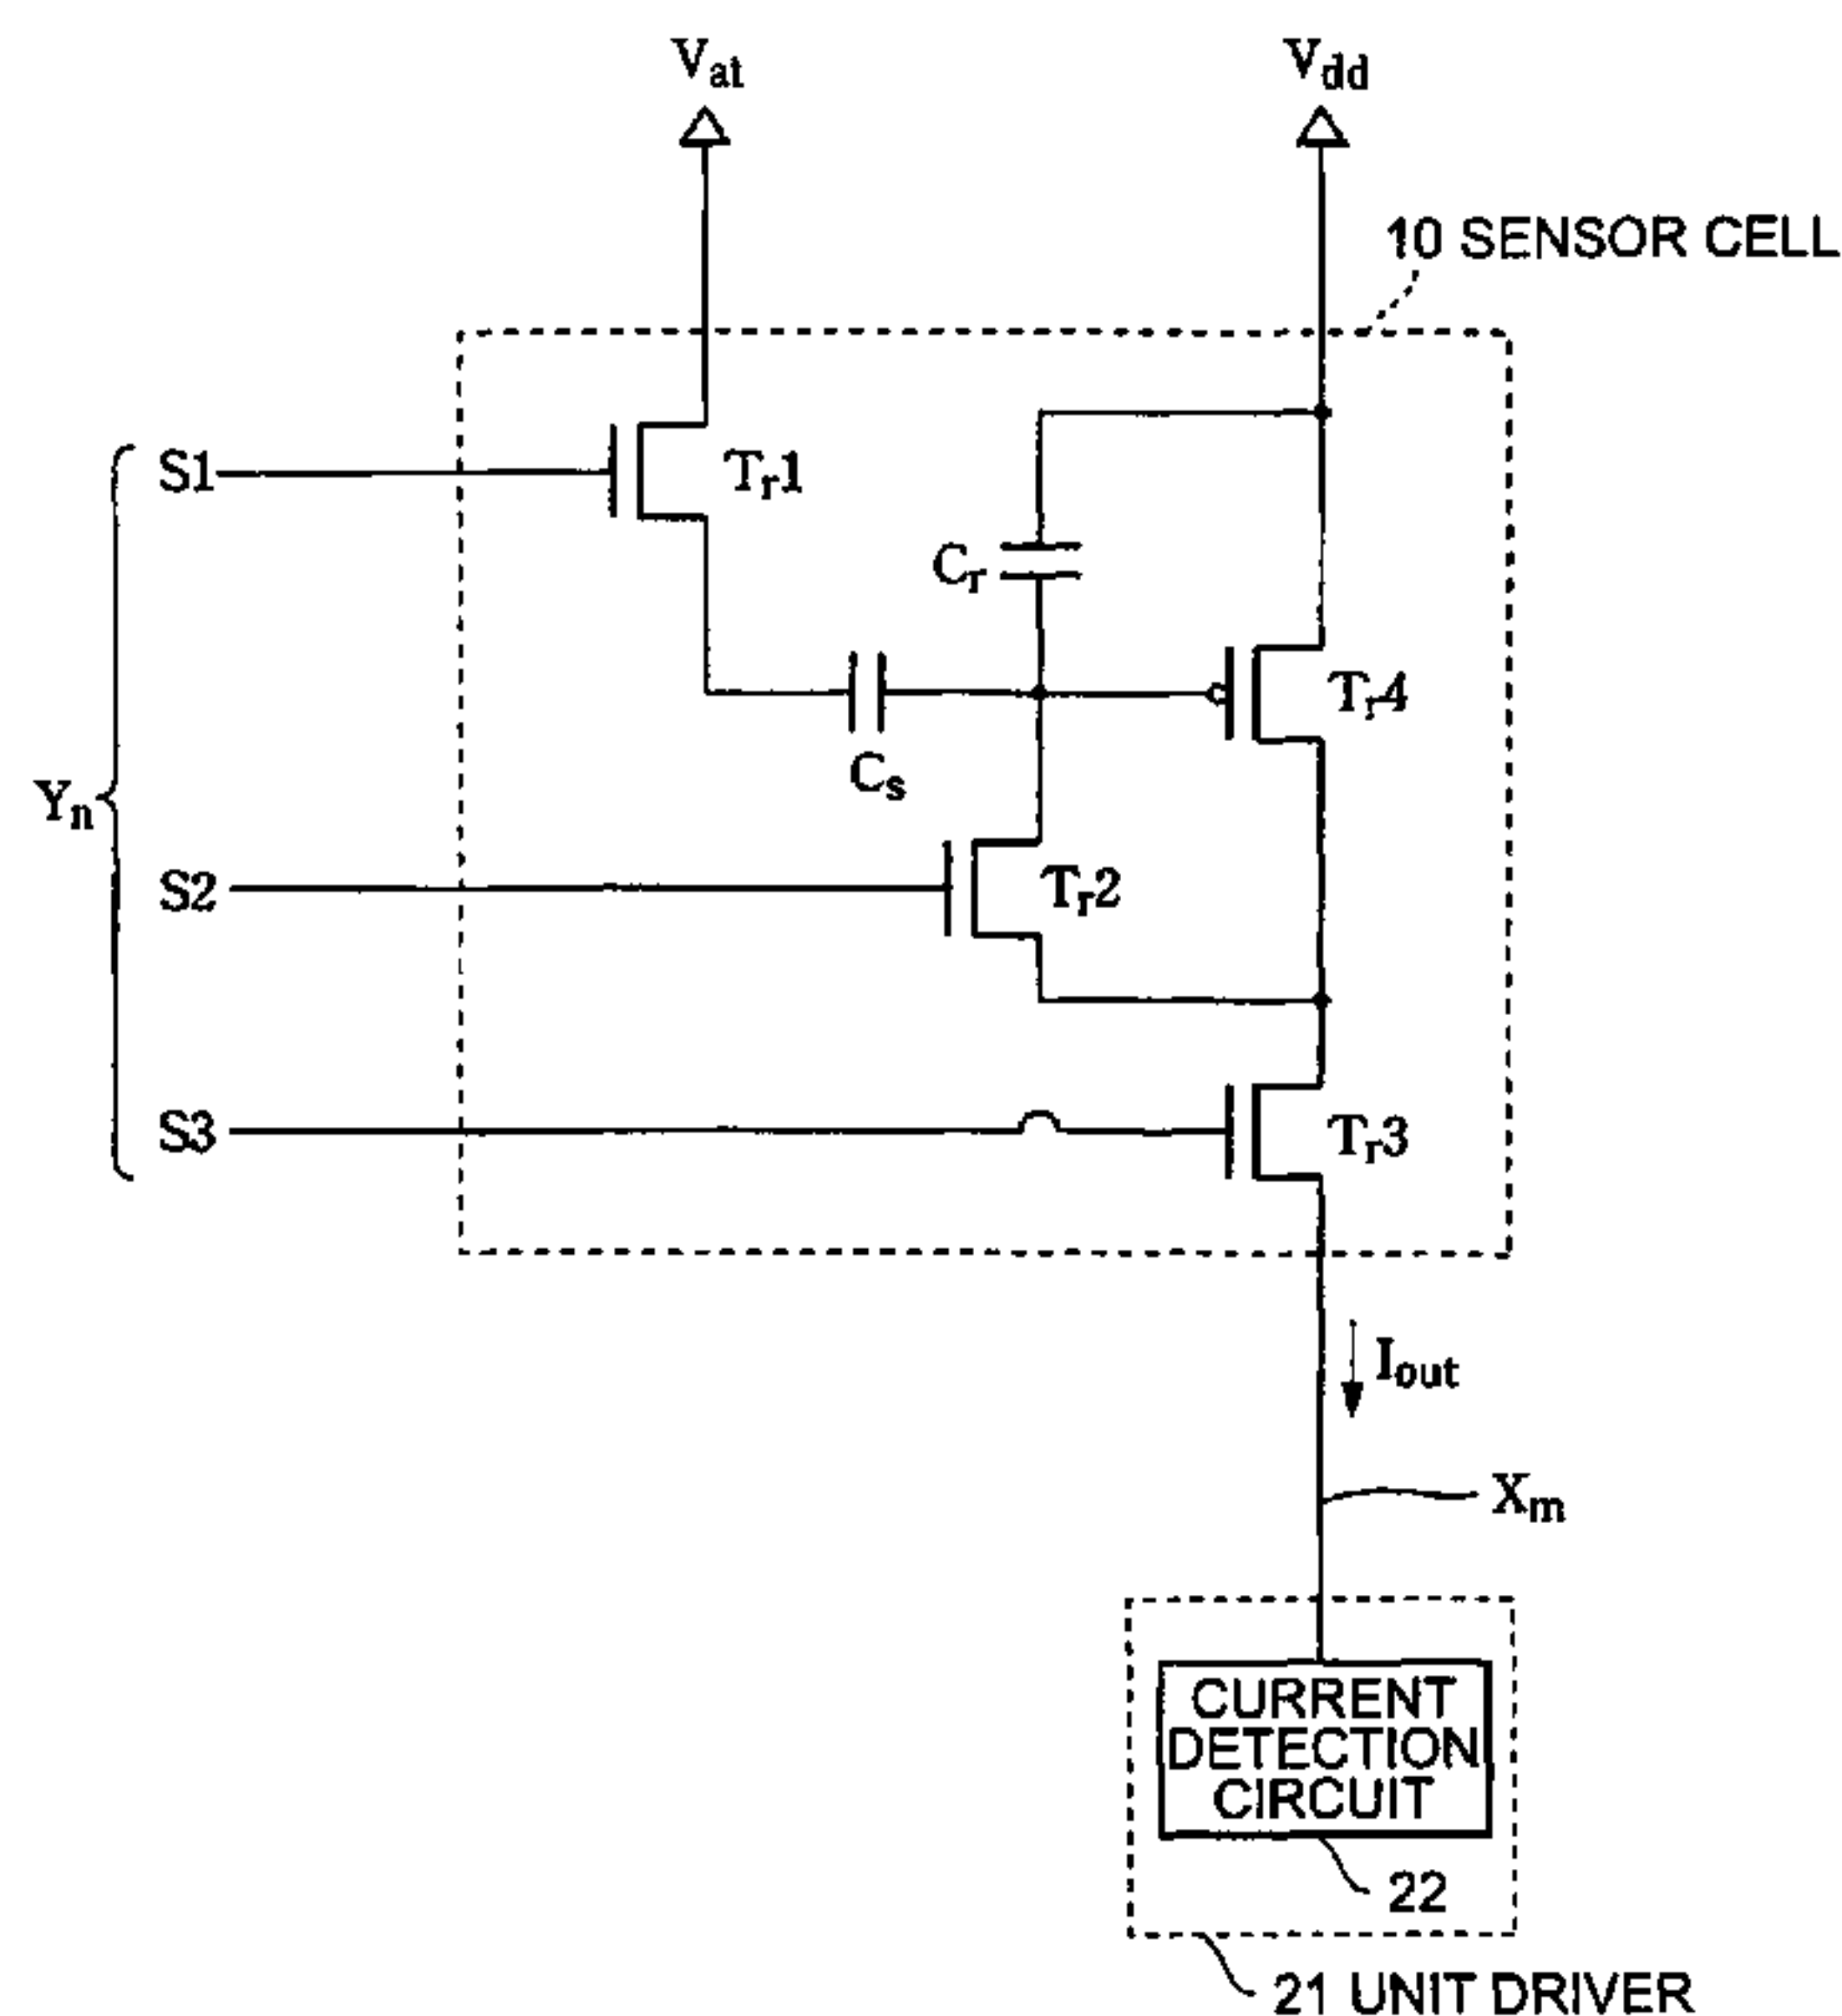 Vat
Vdd
10 SENSOR CELL
S1
Tr1
Cr
Tr4
Cs
Yn
S2
Tr2
S3
Tr3
Iout
Xm
CURRENT
DETECTION
CIRCUIT
22
21 UNIT DRIVER